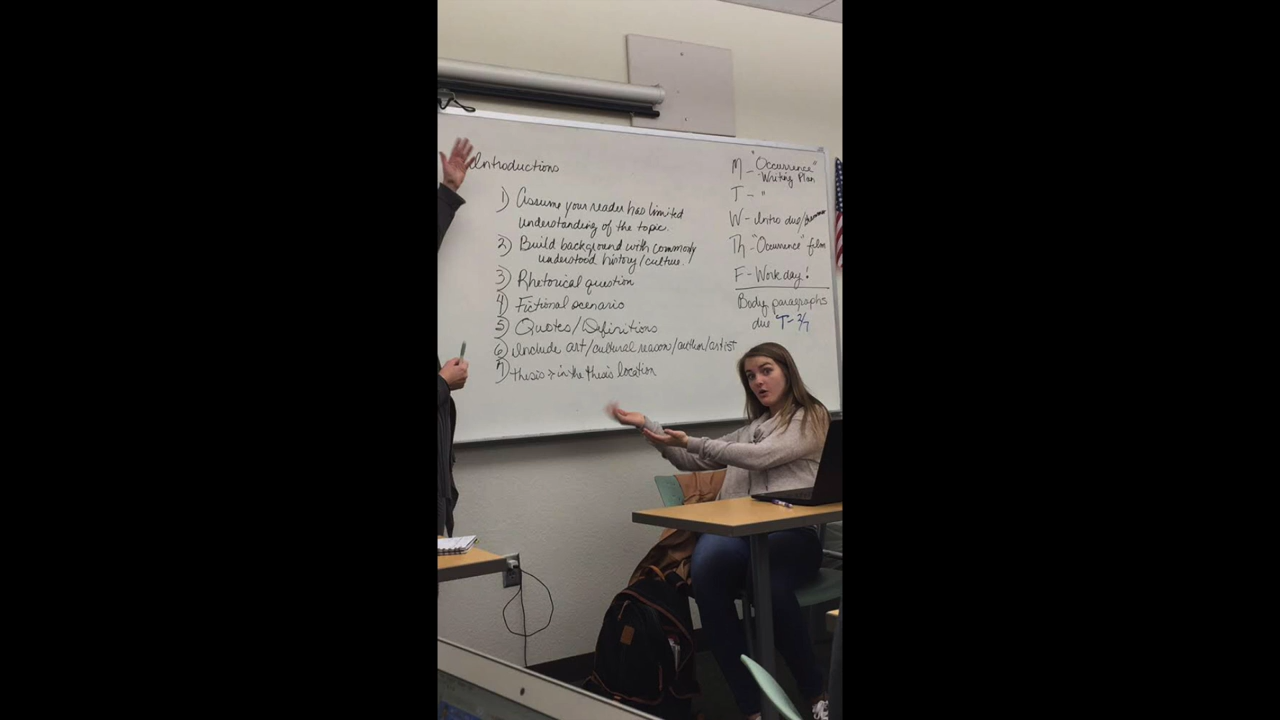 Introductions
1) Assume your reader has limited
understanding of the topic.
2) Build background with commonly
understood history/culture.
3) Rhetorical question
4) Fictional scenario
5) Quotes/Definitions
6) Include art/cultural reason/author/artist
7) thesis in the thesis location
M - "Occurrence"
Writing Plan
T - "
W - Intro due/
Th - "Occurrence" film
F - Work day!
Body paragraphs
due T - 2/7